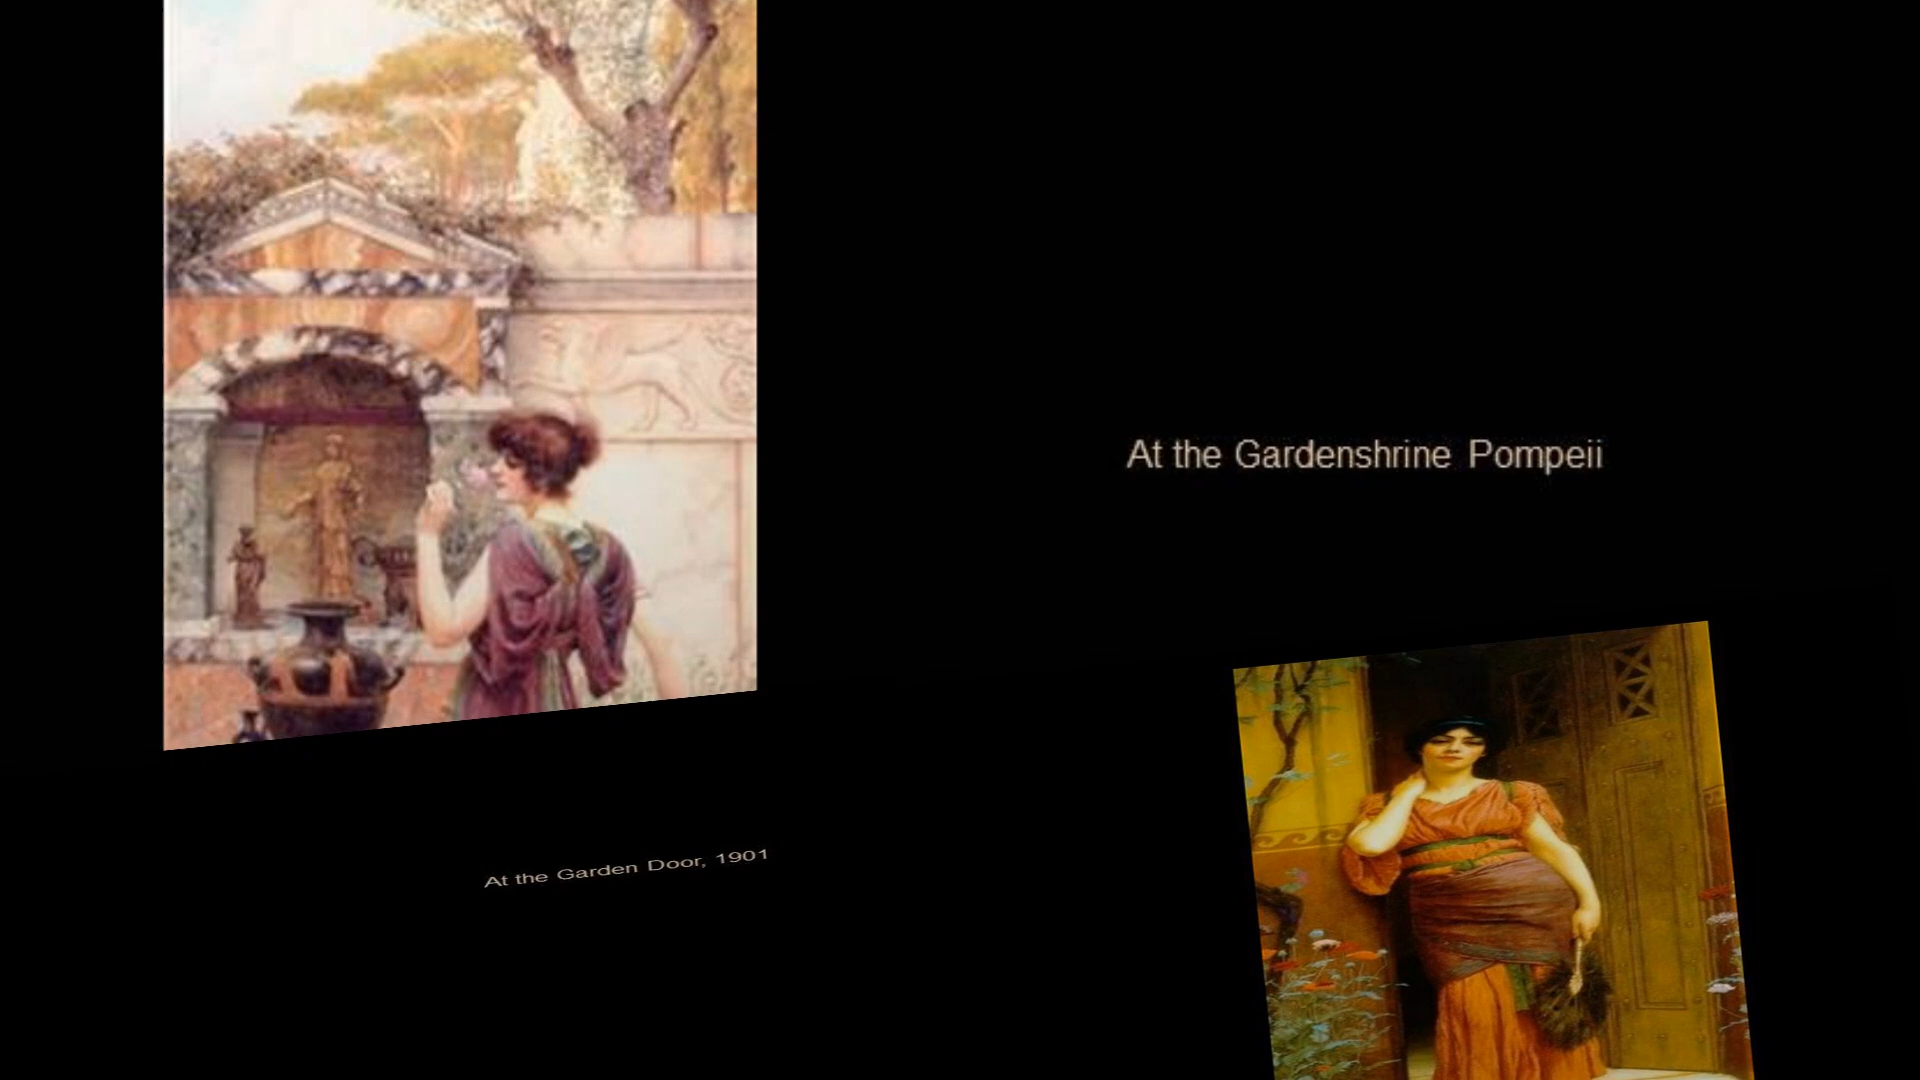 At the Gardenshrine Pompeii
At the Garden Door, 1901